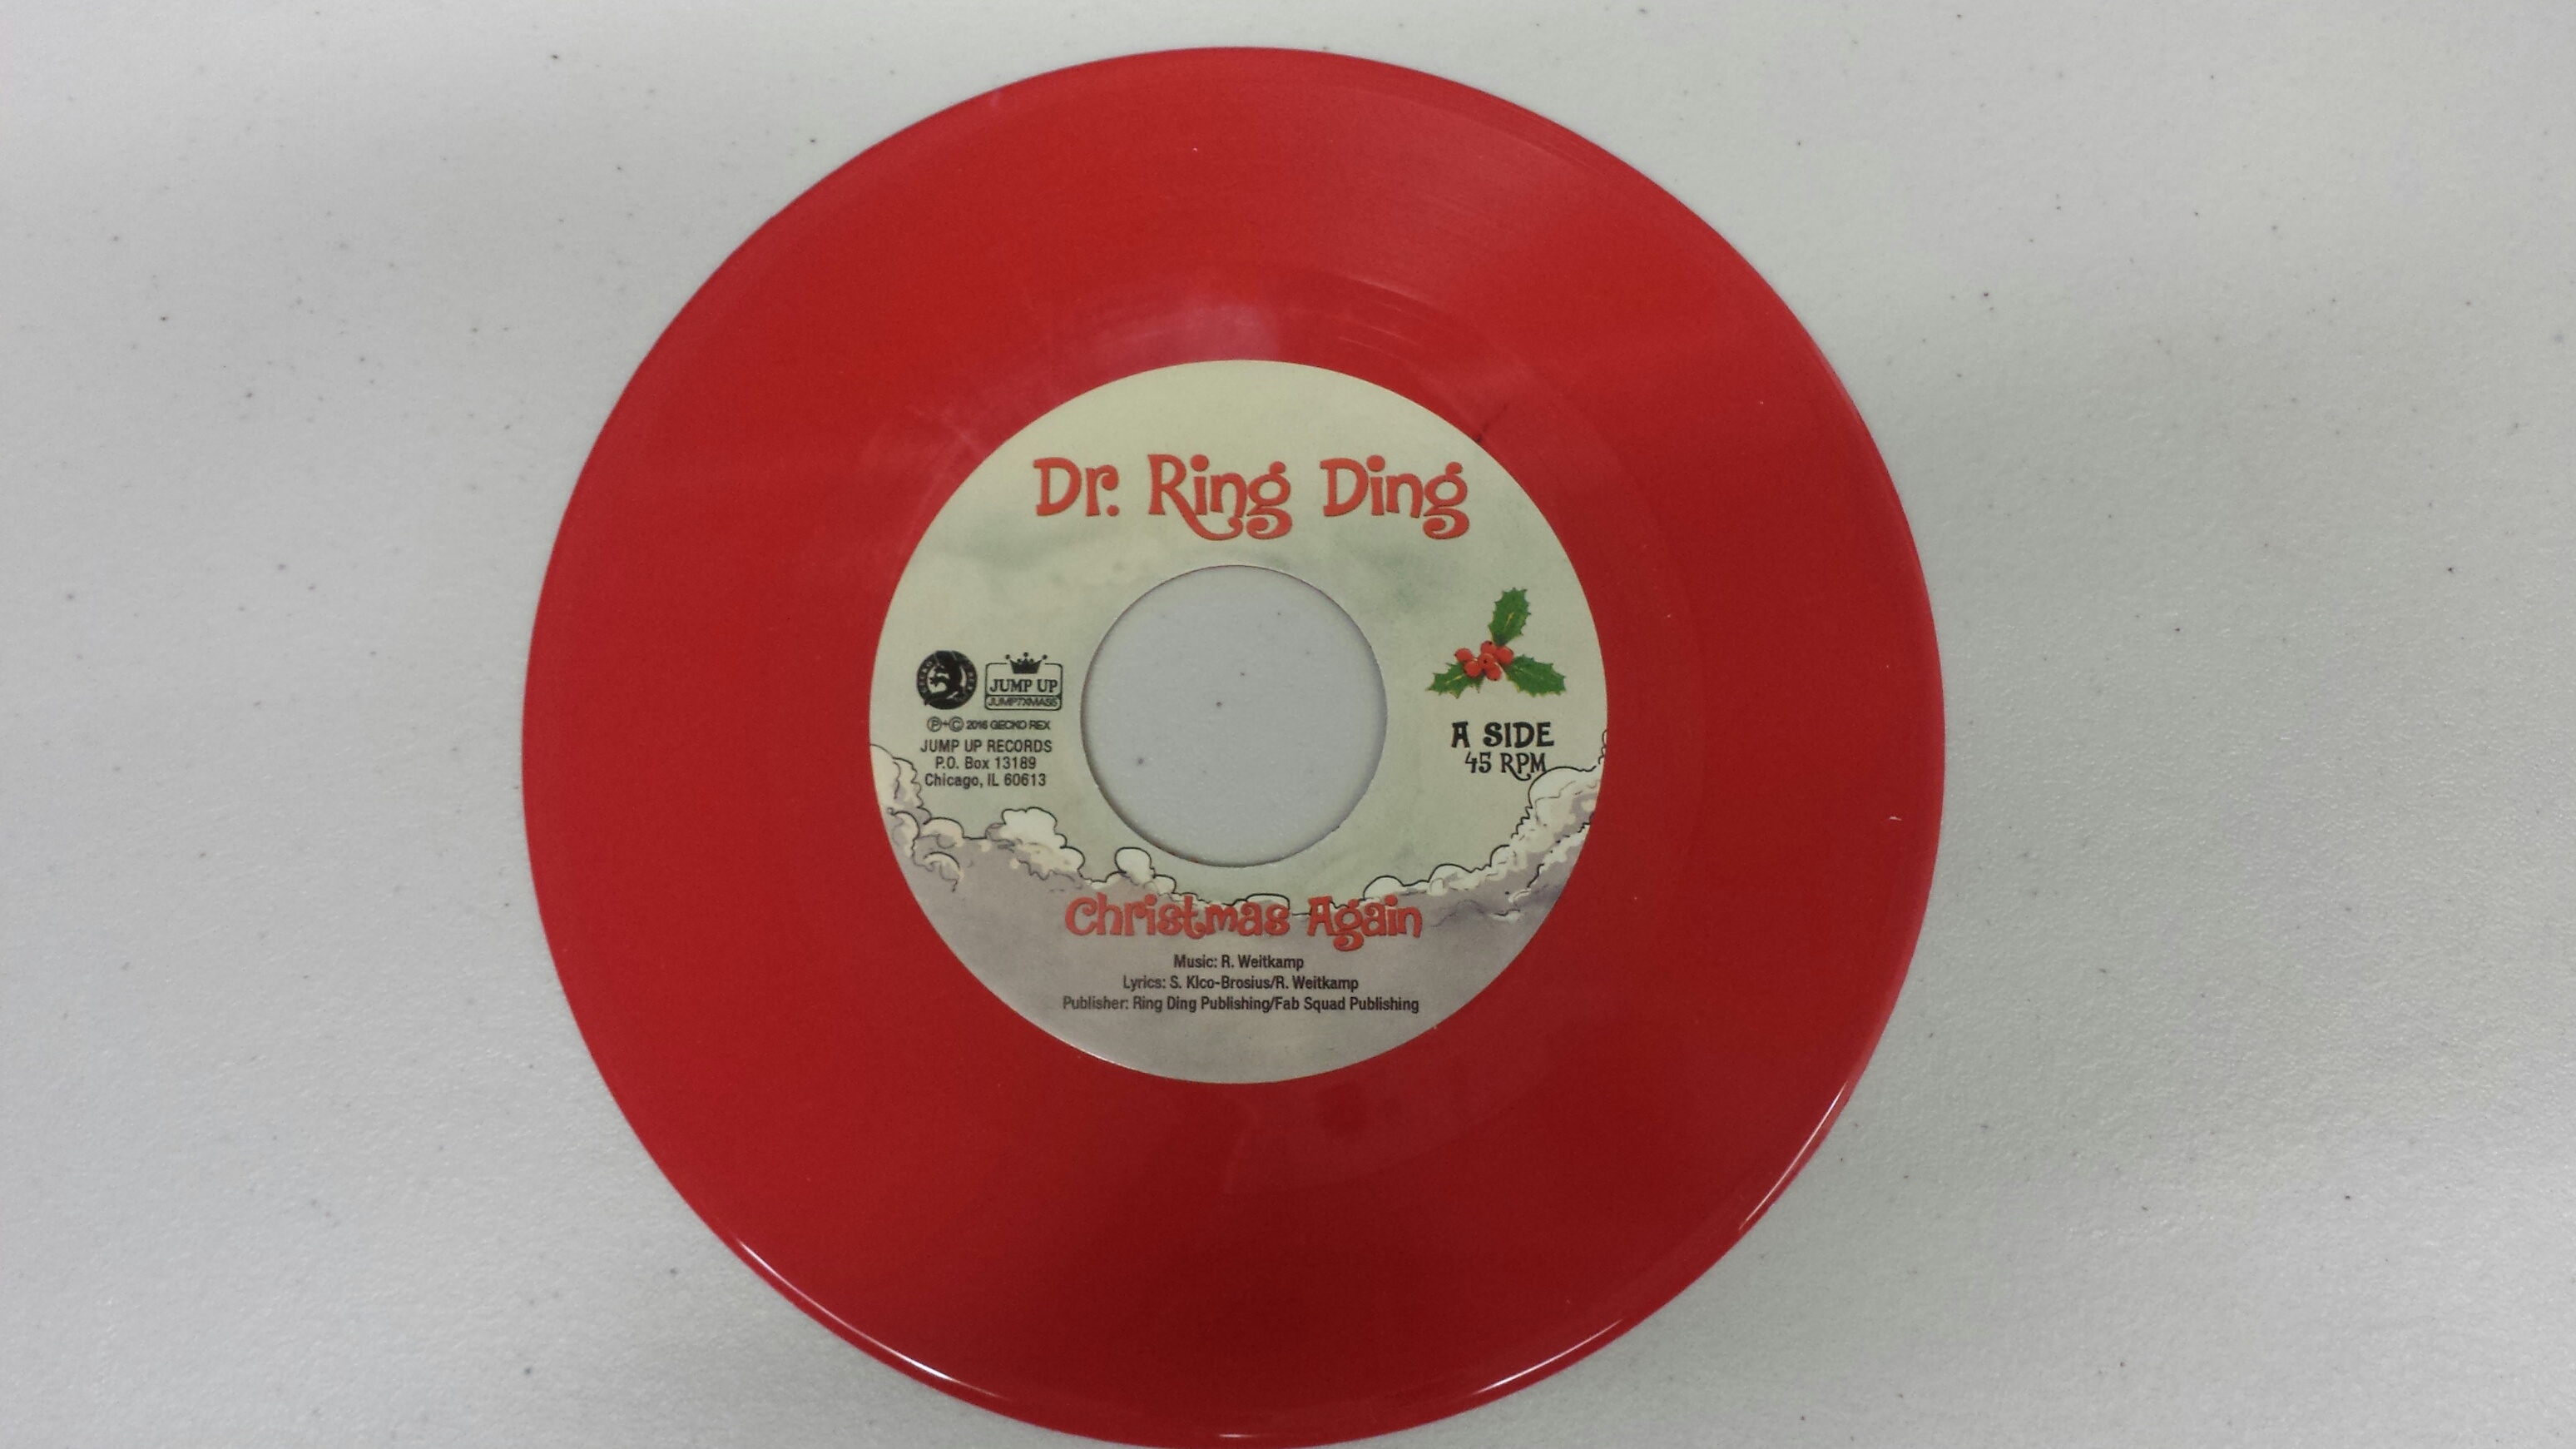 Dr. Ring Ding
JUMP UP
JUMP7XMAS5
Ⓟ+© 2016 GECKO REX
JUMP UP RECORDS
P.O. Box 13189
Chicago, IL 60613
A SIDE
45 RPM
Christmas Again
Music: R. Weitkamp
Lyrics: S. Klco-Brosius/R. Weitkamp
Publisher: Ring Ding Publishing/Fab Squad Publishing